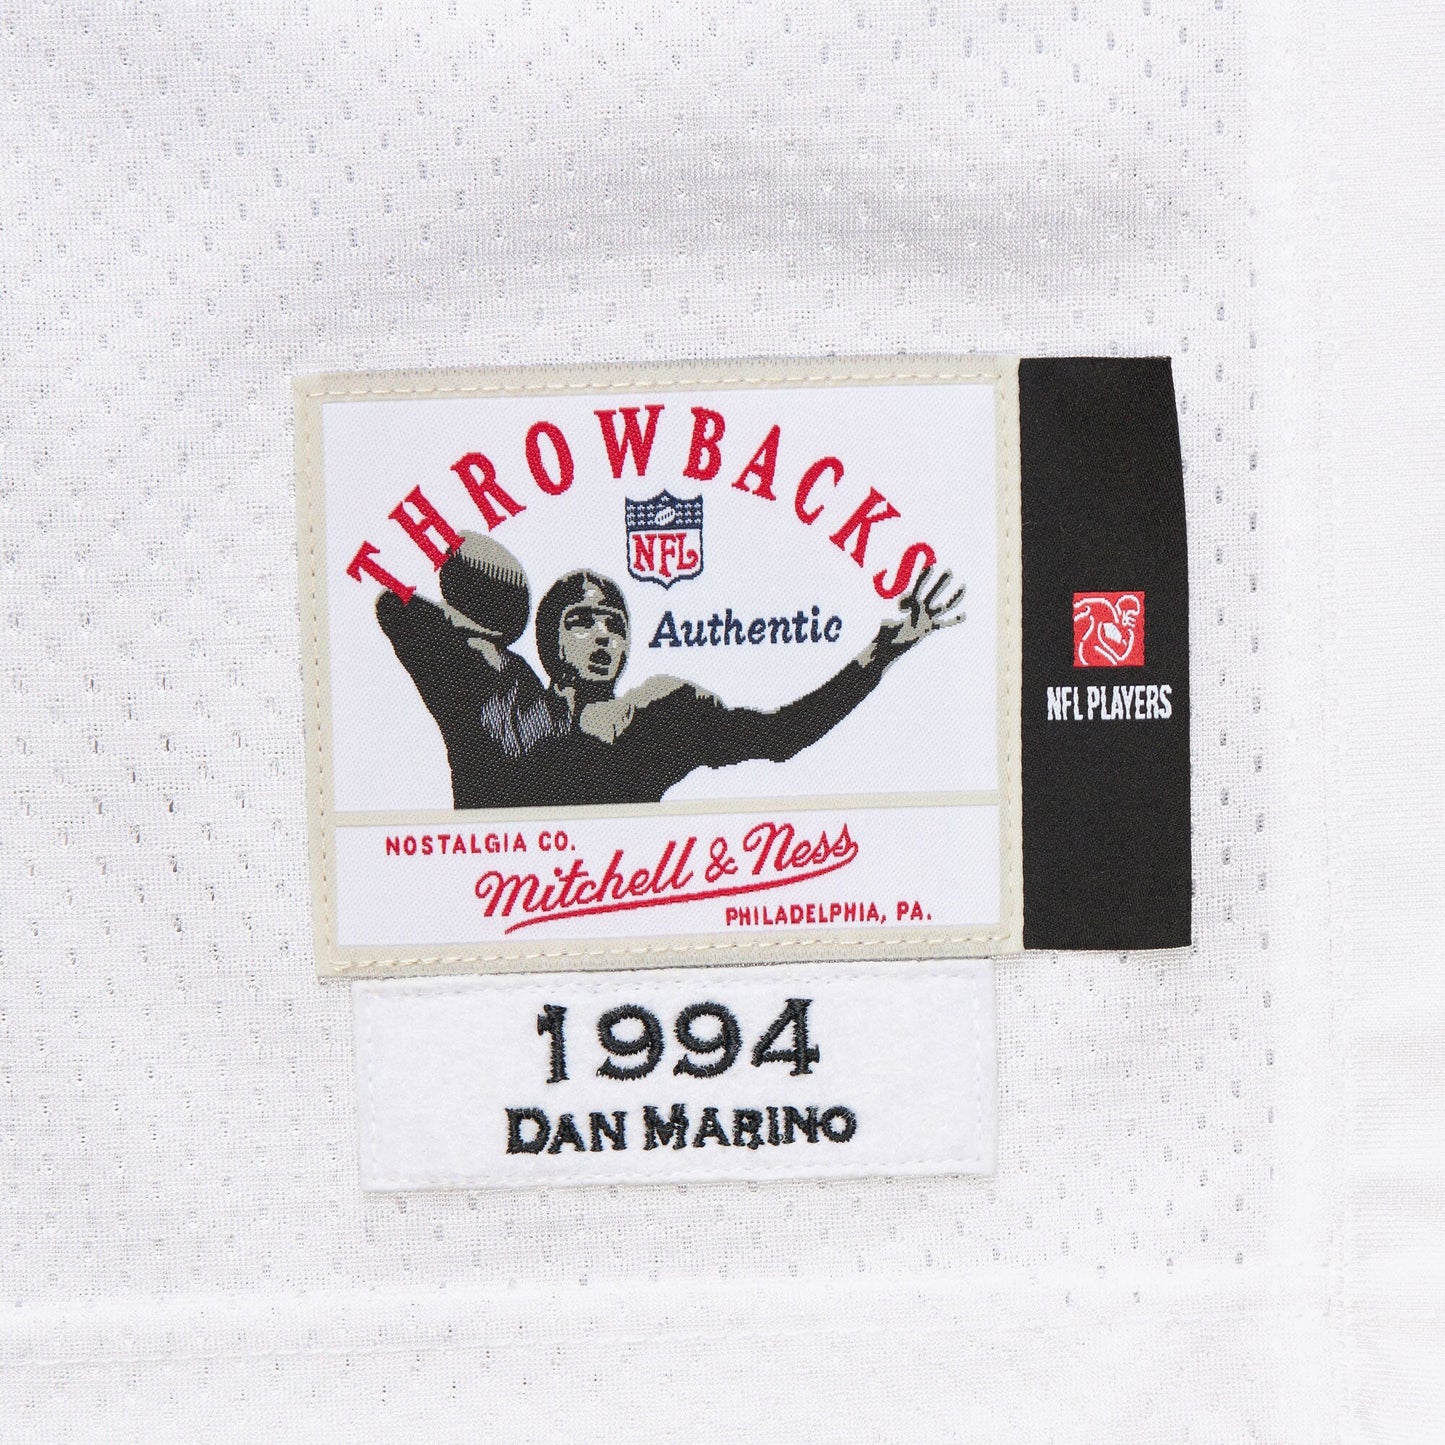 THROWBACKS
NFL
Authentic
NFL PLAYERS
NOSTALGIA CO.
Mitchell & Ness
PHILADELPHIA, PA.
1994
DAN MARINO